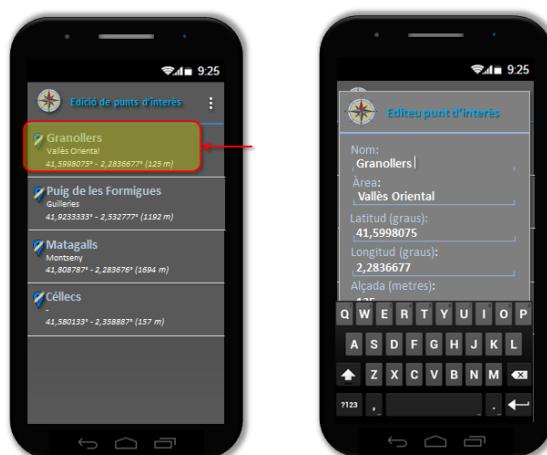 9:25
Edició de punts d'interès
Granollers
Vallès Oriental
41,5998075° - 2,2836677° (125 m)
Puig de les Formigues
Guilleries
41,9233333° - 2,532777° (1192 m)
Matagalls
Montseny
41,808787° - 2,283676° (1694 m)
Céllecs
-
41,580133° - 2,358887° (157 m)
9:25
Editeu punt d'interès
Nom:
Granollers
Àrea:
Vallès Oriental
Latitud (graus):
41,5998075
Longitud (graus):
2,2836677
Alçada (metres):
125
Q W E R T Y U I O P
A S D F G H J K L
Z X C V B N M
?123 , .